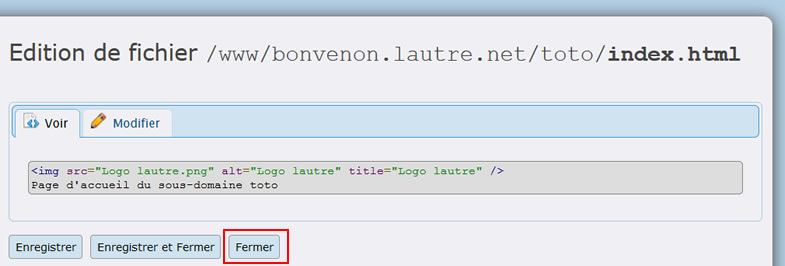 Edition de fichier /www/bonvenon.lautre.net/toto/index.html
Voir Modifier
<img src="Logo lautre.png" alt="Logo lautre" title="Logo lautre" />
Page d'accueil du sous-domaine toto
Enregistrer Enregistrer et Fermer Fermer